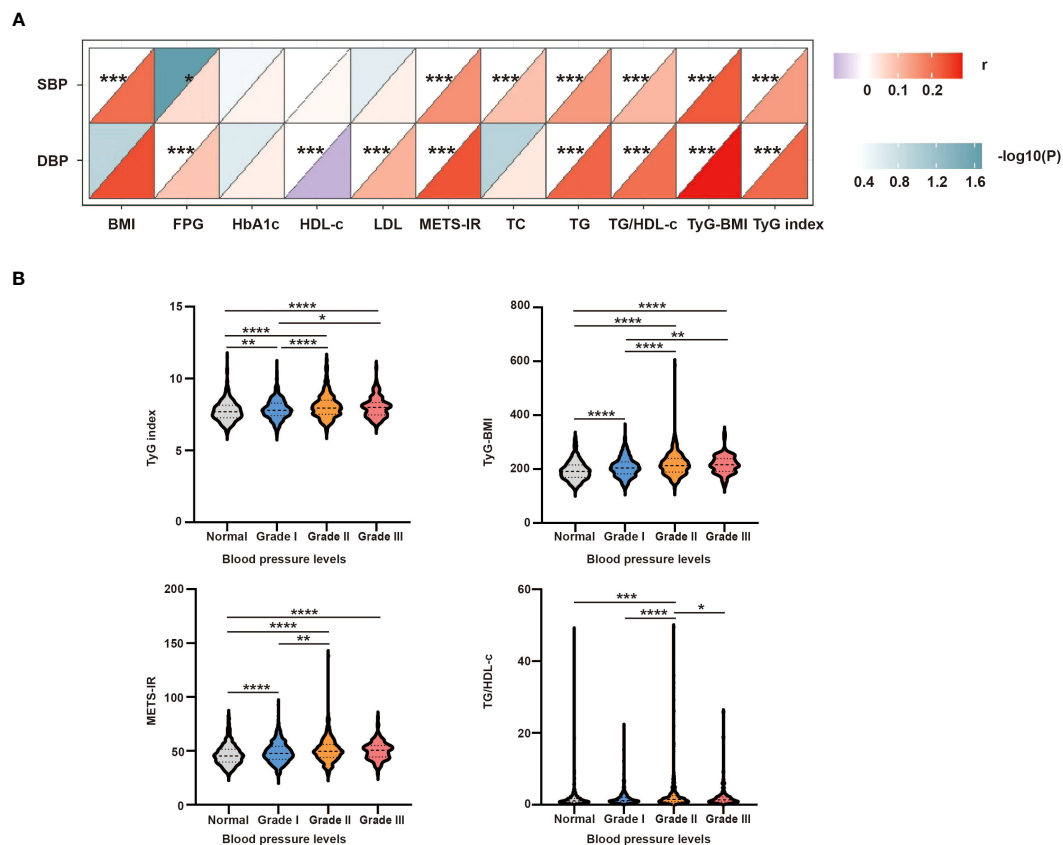 A
SBP
*** * *** *** *** *** *** ***
DBP
*** *** *** *** *** *** *** ***
BMI FPG HbA1c HDL-c LDL METS-IR TC TG TG/HDL-c TyG-BMI TyG index
r
0 0.1 0.2
-log10(P)
0.4 0.8 1.2 1.6
B
TyG index
15
10
5
0
****
*
****
** ****
Normal Grade I Grade II Grade III
Blood pressure levels
TyG-BMI
800
600
400
200
0
****
****
**
****
****
Normal Grade I Grade II Grade III
Blood pressure levels
METS-IR
200
150
100
50
0
****
****
**
****
Normal Grade I Grade II Grade III
Blood pressure levels
TG/HDL-c
60
40
20
0
***
**** *
Normal Grade I Grade II Grade III
Blood pressure levels